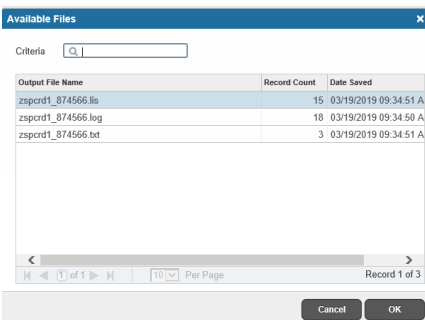 Available Files ×
Criteria
Output File Name Record Count Date Saved
zspcrd1_874566.lis 15 03/19/2019 09:34:51 A
zspcrd1_874566.log 18 03/19/2019 09:34:50 A
zspcrd1_874566.txt 3 03/19/2019 09:34:51 A
1 of 1 10 Per Page Record 1 of 3
Cancel OK